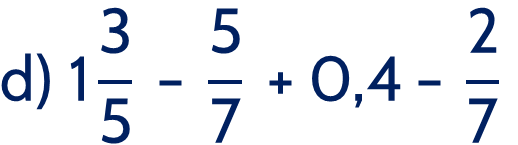 d) 1 3/5 - 5/7 + 0,4 - 2/7